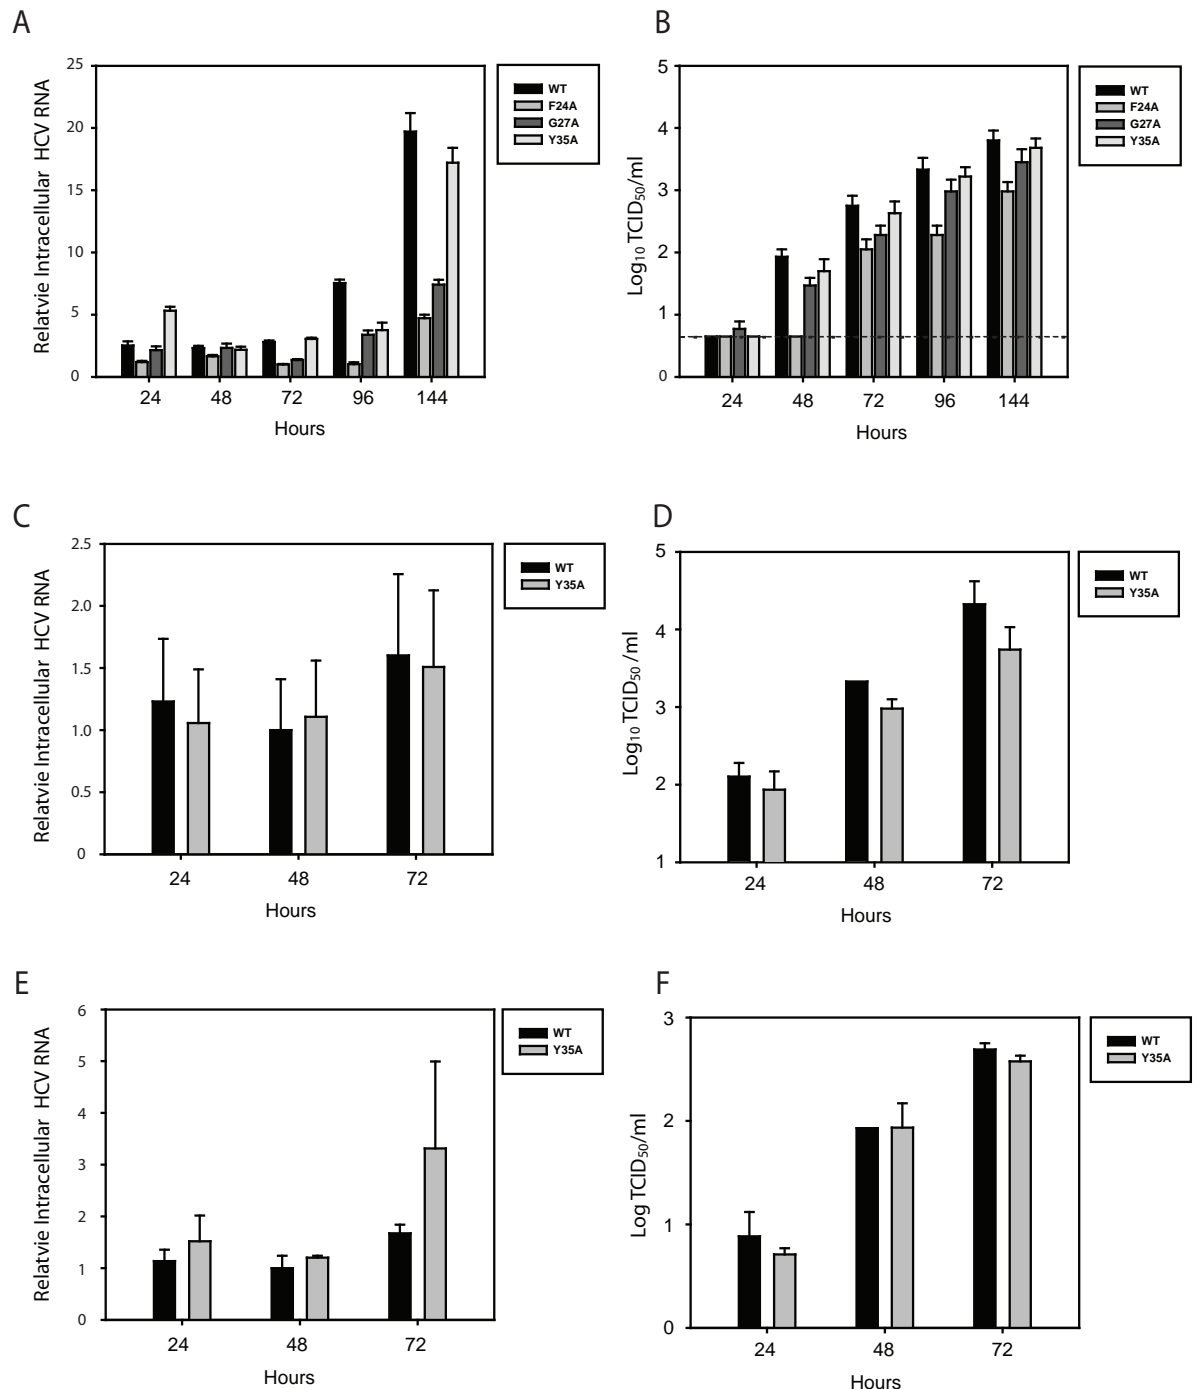 A
Relatvie Intracellular HCV RNA
25
20
15
10
5
0
24 48 72 96 144
Hours
WT
F24A
G27A
Y35A
B
Log₁₀ TCID₅₀/ml
5
4
3
2
1
0
24 48 72 96 144
Hours
WT
F24A
G27A
Y35A
C
Relatvie Intracellular HCV RNA
2.5
2.0
1.5
1.0
0.5
0
24 48 72
Hours
WT
Y35A
D
Log₁₀ TCID₅₀ /ml
5
4
3
2
1
24 48 72
Hours
WT
Y35A
E
Relatvie Intracellular HCV RNA
6
5
4
3
2
1
0
24 48 72
Hours
WT
Y35A
F
Log TCID₅₀/ml
3
2
1
0
24 48 72
Hours
WT
Y35A